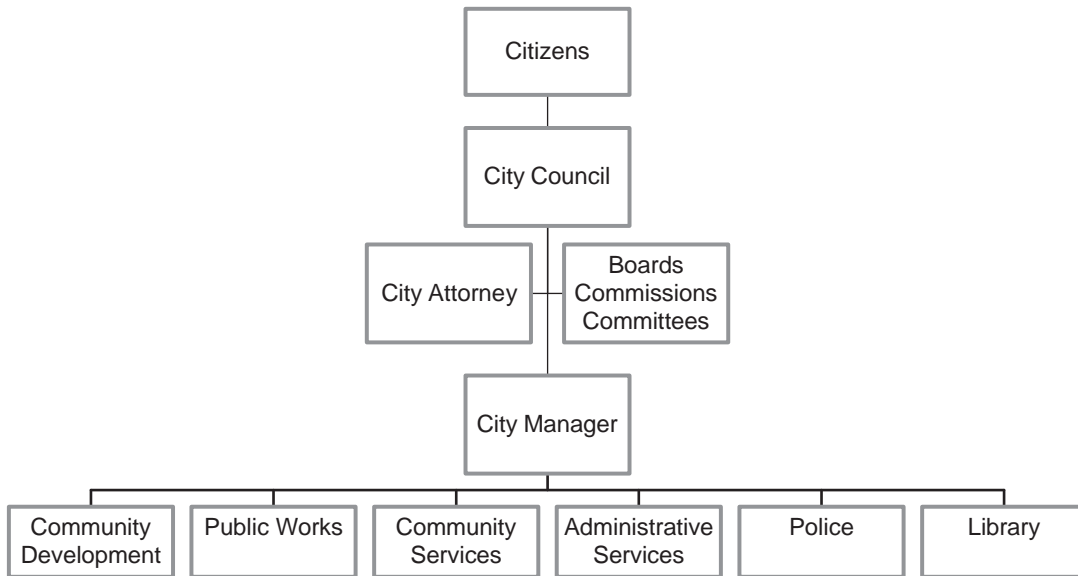 Citizens
City Council
City Attorney
Boards
Commissions
Committees
City Manager
Community
Development
Public Works
Community
Services
Administrative
Services
Police
Library